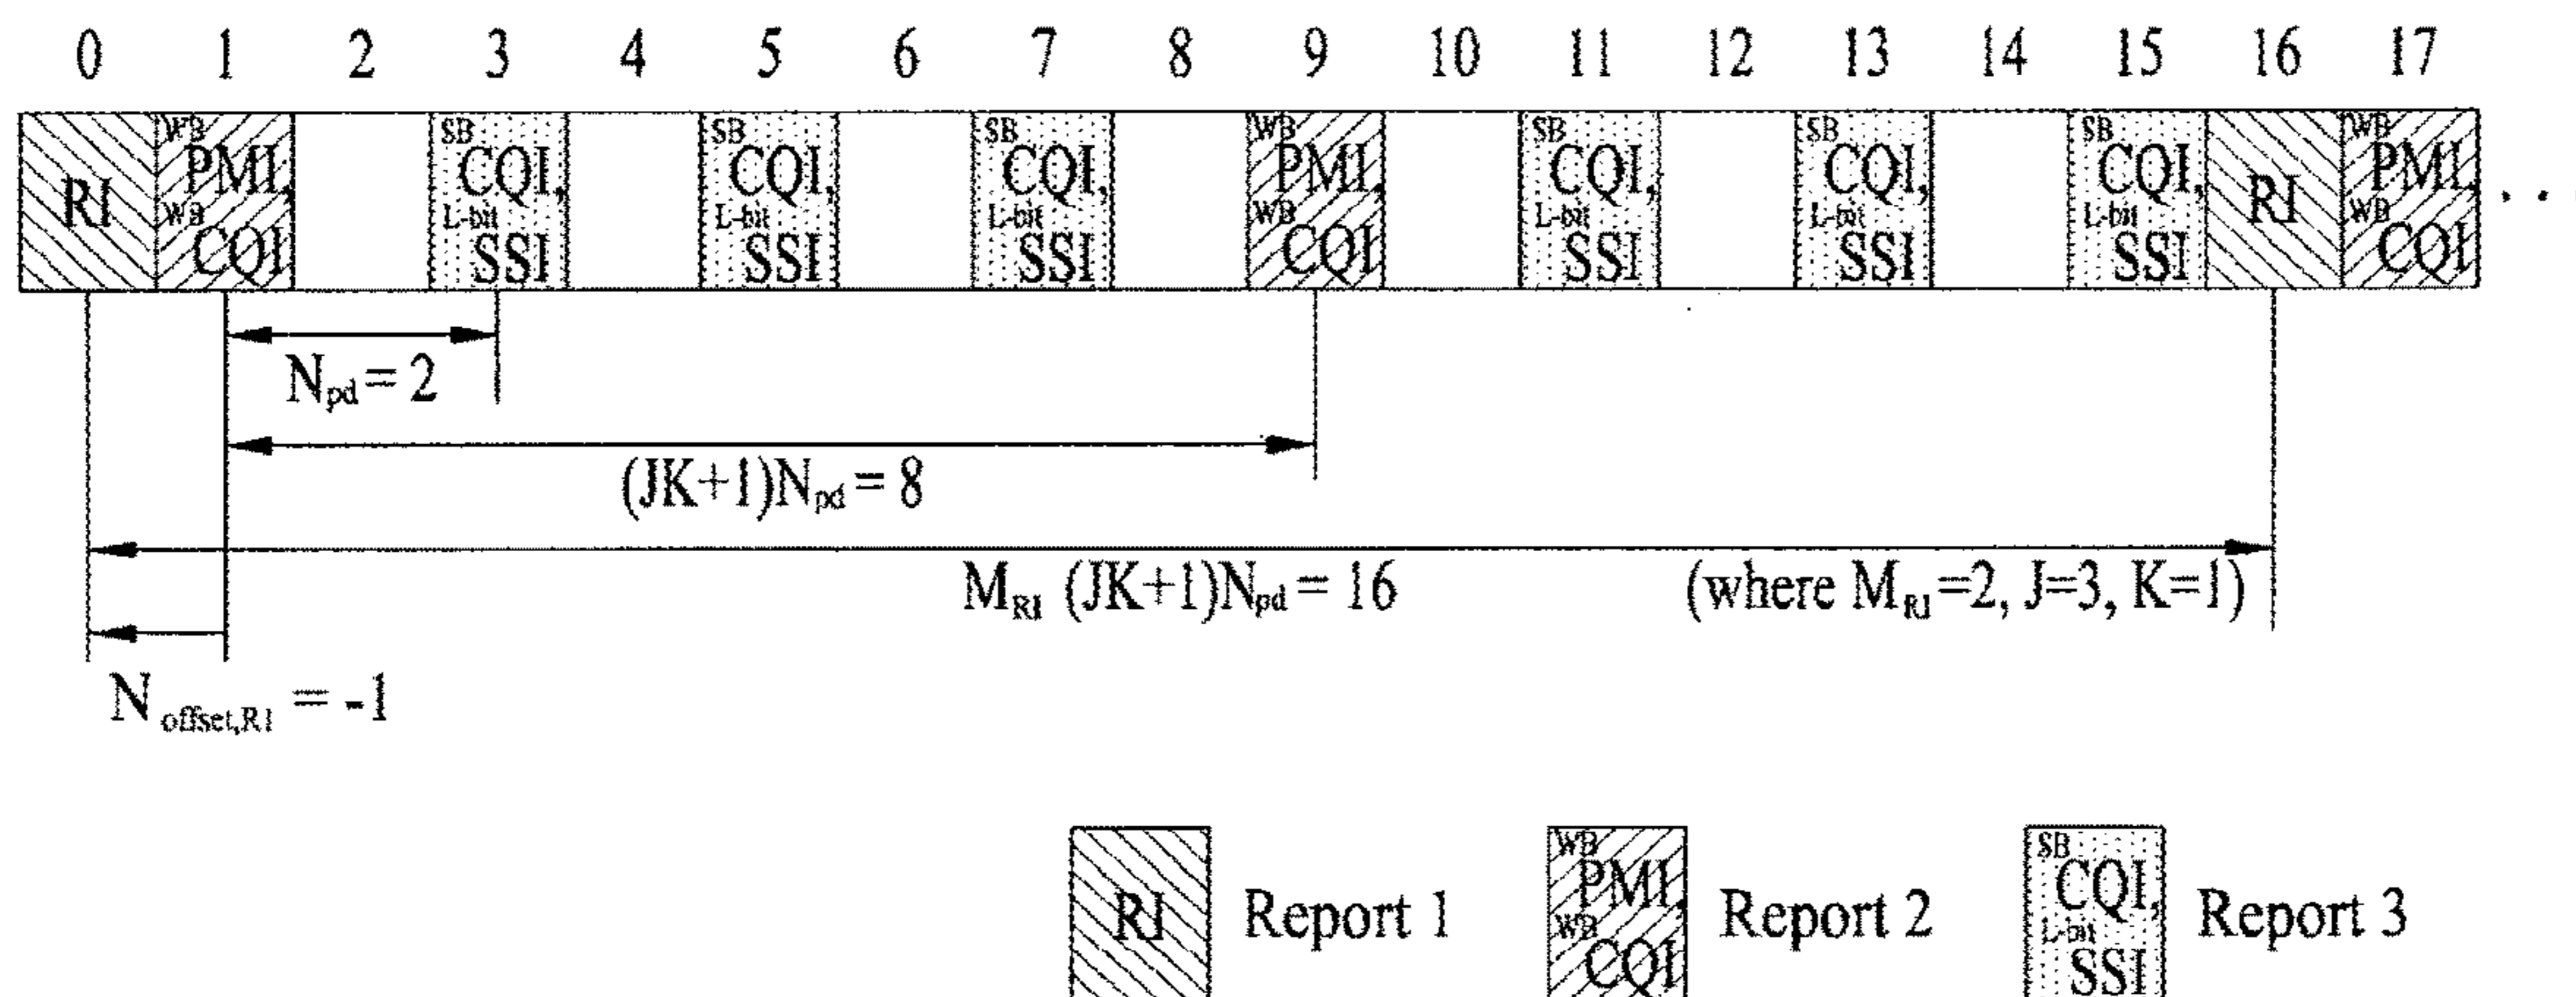 0 1 2 3 4 5 6 7 8 9 10 11 12 13 14 15 16 17
RI
WB
PMI,
WB
CQI
SB
CQI,
L-bit
SSI
SB
CQI,
L-bit
SSI
SB
CQI,
L-bit
SSI
WB
PMI,
WB
CQI
SB
CQI,
L-bit
SSI
SB
CQI,
L-bit
SSI
SB
CQI,
L-bit
SSI
RI
WB
PMI,
WB
CQI
. . .
Npd = 2
(JK+1)Npd = 8
MRI (JK+1)Npd = 16 (where MRI=2, J=3, K=1)
Noffset,RI = -1
RI
Report 1
WB
PMI,
WB
CQI
Report 2
SB
CQI,
L-bit
SSI
Report 3